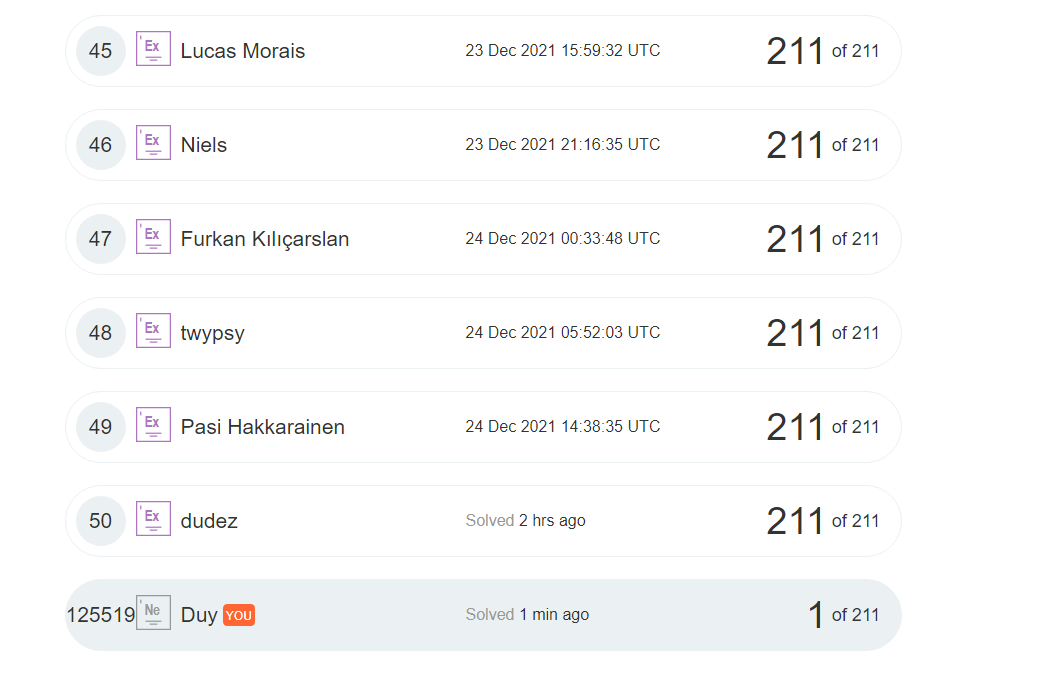 45 'Ex Lucas Morais 23 Dec 2021 15:59:32 UTC 211 of 211
46 'Ex Niels 23 Dec 2021 21:16:35 UTC 211 of 211
47 'Ex Furkan Kılıçarslan 24 Dec 2021 00:33:48 UTC 211 of 211
48 'Ex twypsy 24 Dec 2021 05:52:03 UTC 211 of 211
49 'Ex Pasi Hakkarainen 24 Dec 2021 14:38:35 UTC 211 of 211
50 'Ex dudez Solved 2 hrs ago 211 of 211
125519 'Ne Duy YOU Solved 1 min ago 1 of 211